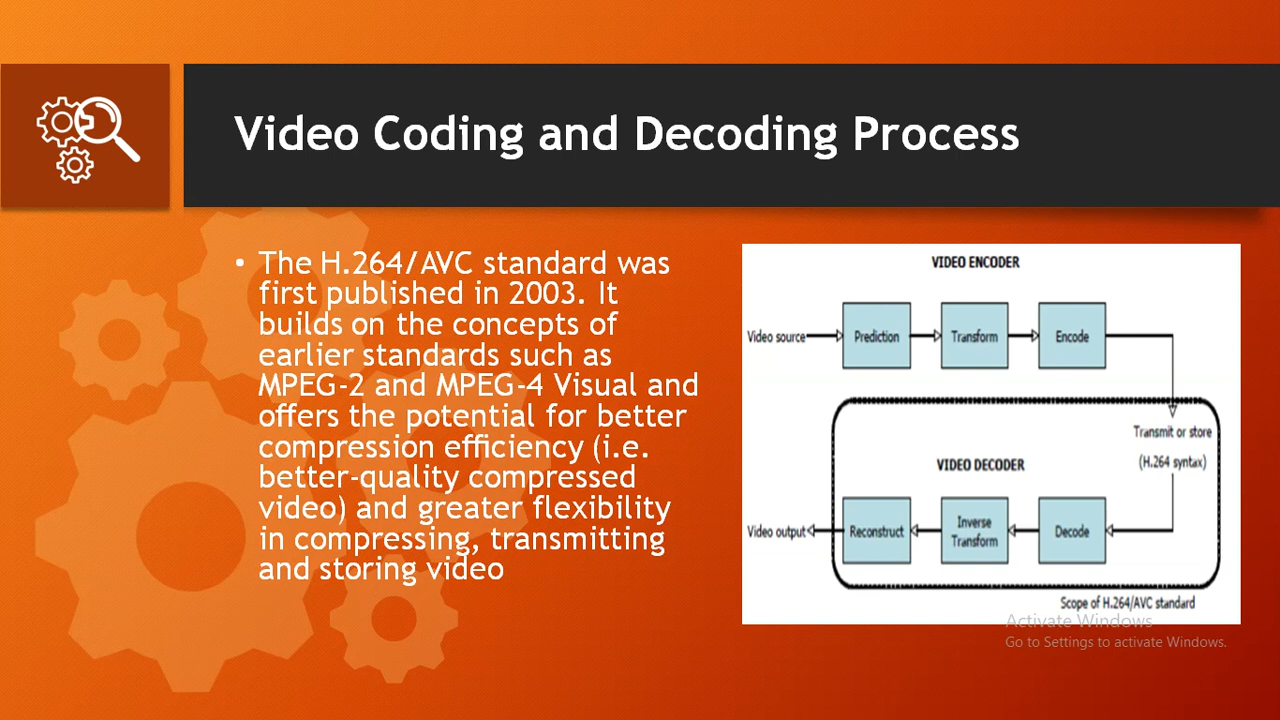 Video Coding and Decoding Process
• The H.264/AVC standard was
first published in 2003. It
builds on the concepts of
earlier standards such as
MPEG-2 and MPEG-4 Visual and
offers the potential for better
compression efficiency (i.e.
better-quality compressed
video) and greater flexibility
in compressing, transmitting
and storing video
VIDEO ENCODER
Video source
Prediction
Transform
Encode
Transmit or store
(H.264 syntax)
VIDEO DECODER
Video output
Reconstruct
Inverse
Transform
Decode
Scope of H.264/AVC standard
Activate Windows
Go to Settings to activate Windows.